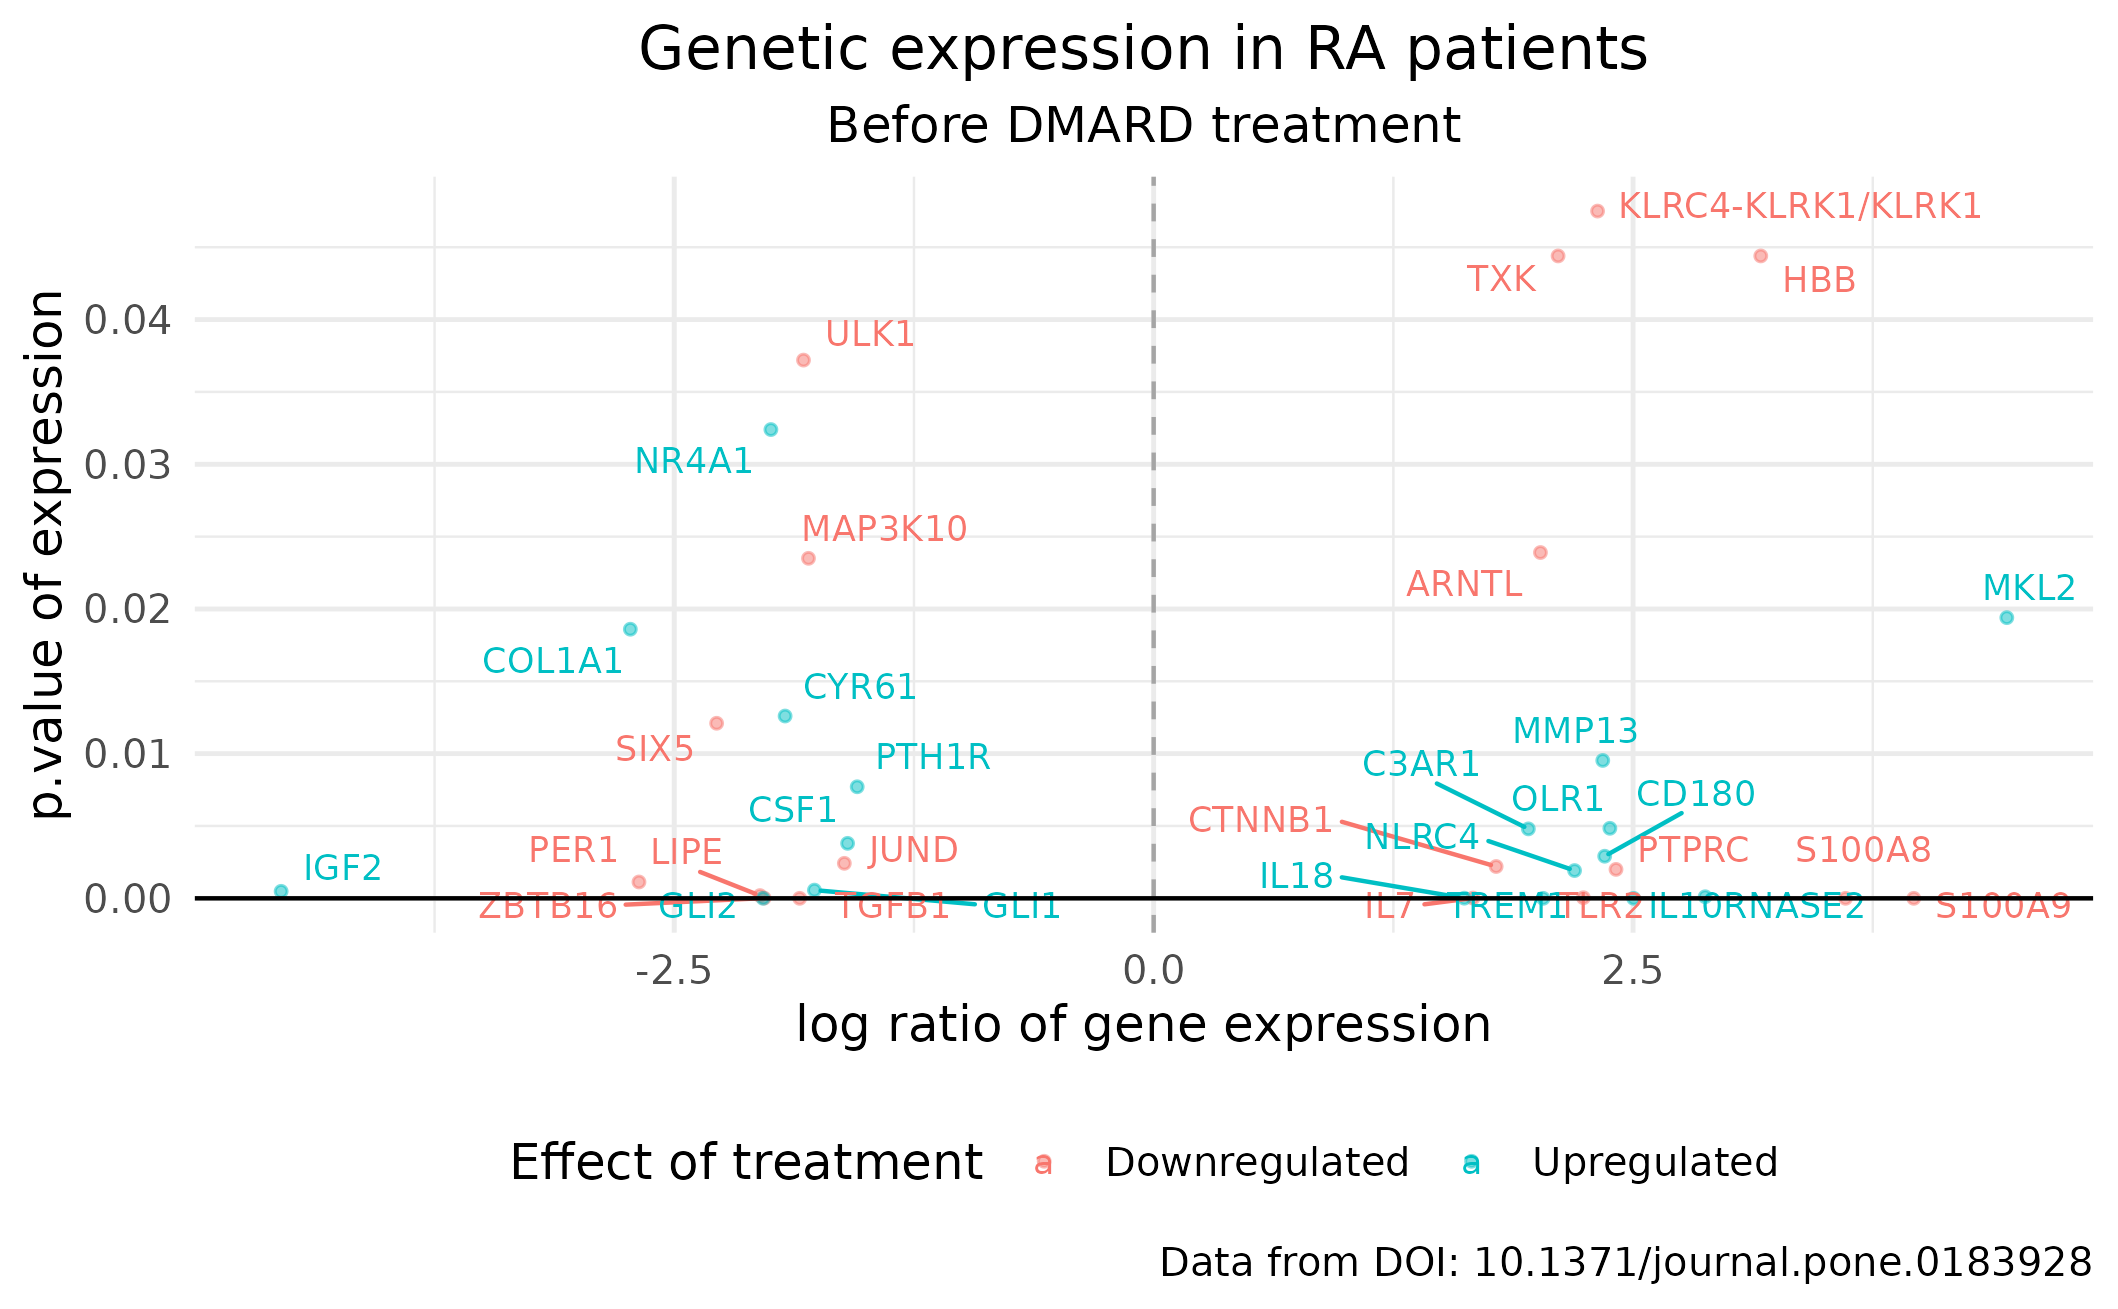 Genetic expression in RA patients
Before DMARD treatment
p.value of expression
0.04
0.03
0.02
0.01
0.00
KLRC4-KLRK1/KLRK1
TXK
HBB
ULK1
NR4A1
MAP3K10
ARNTL
MKL2
COL1A1
CYR61
MMP13
SIX5
PTH1R
C3AR1
CSF1
OLR1
CD180
CTNNB1
NLRC4
PER1
LIPE
JUND
PTPRC
S100A8
IGF2
IL18
ZBTB16
GLI2
TGFB1
GLI1
IL7
TREM1
TLR2
IL10
RNASE2
S100A9
-2.5
0.0
2.5
log ratio of gene expression
Effect of treatment
a Downregulated
a Upregulated
Data from DOI: 10.1371/journal.pone.0183928